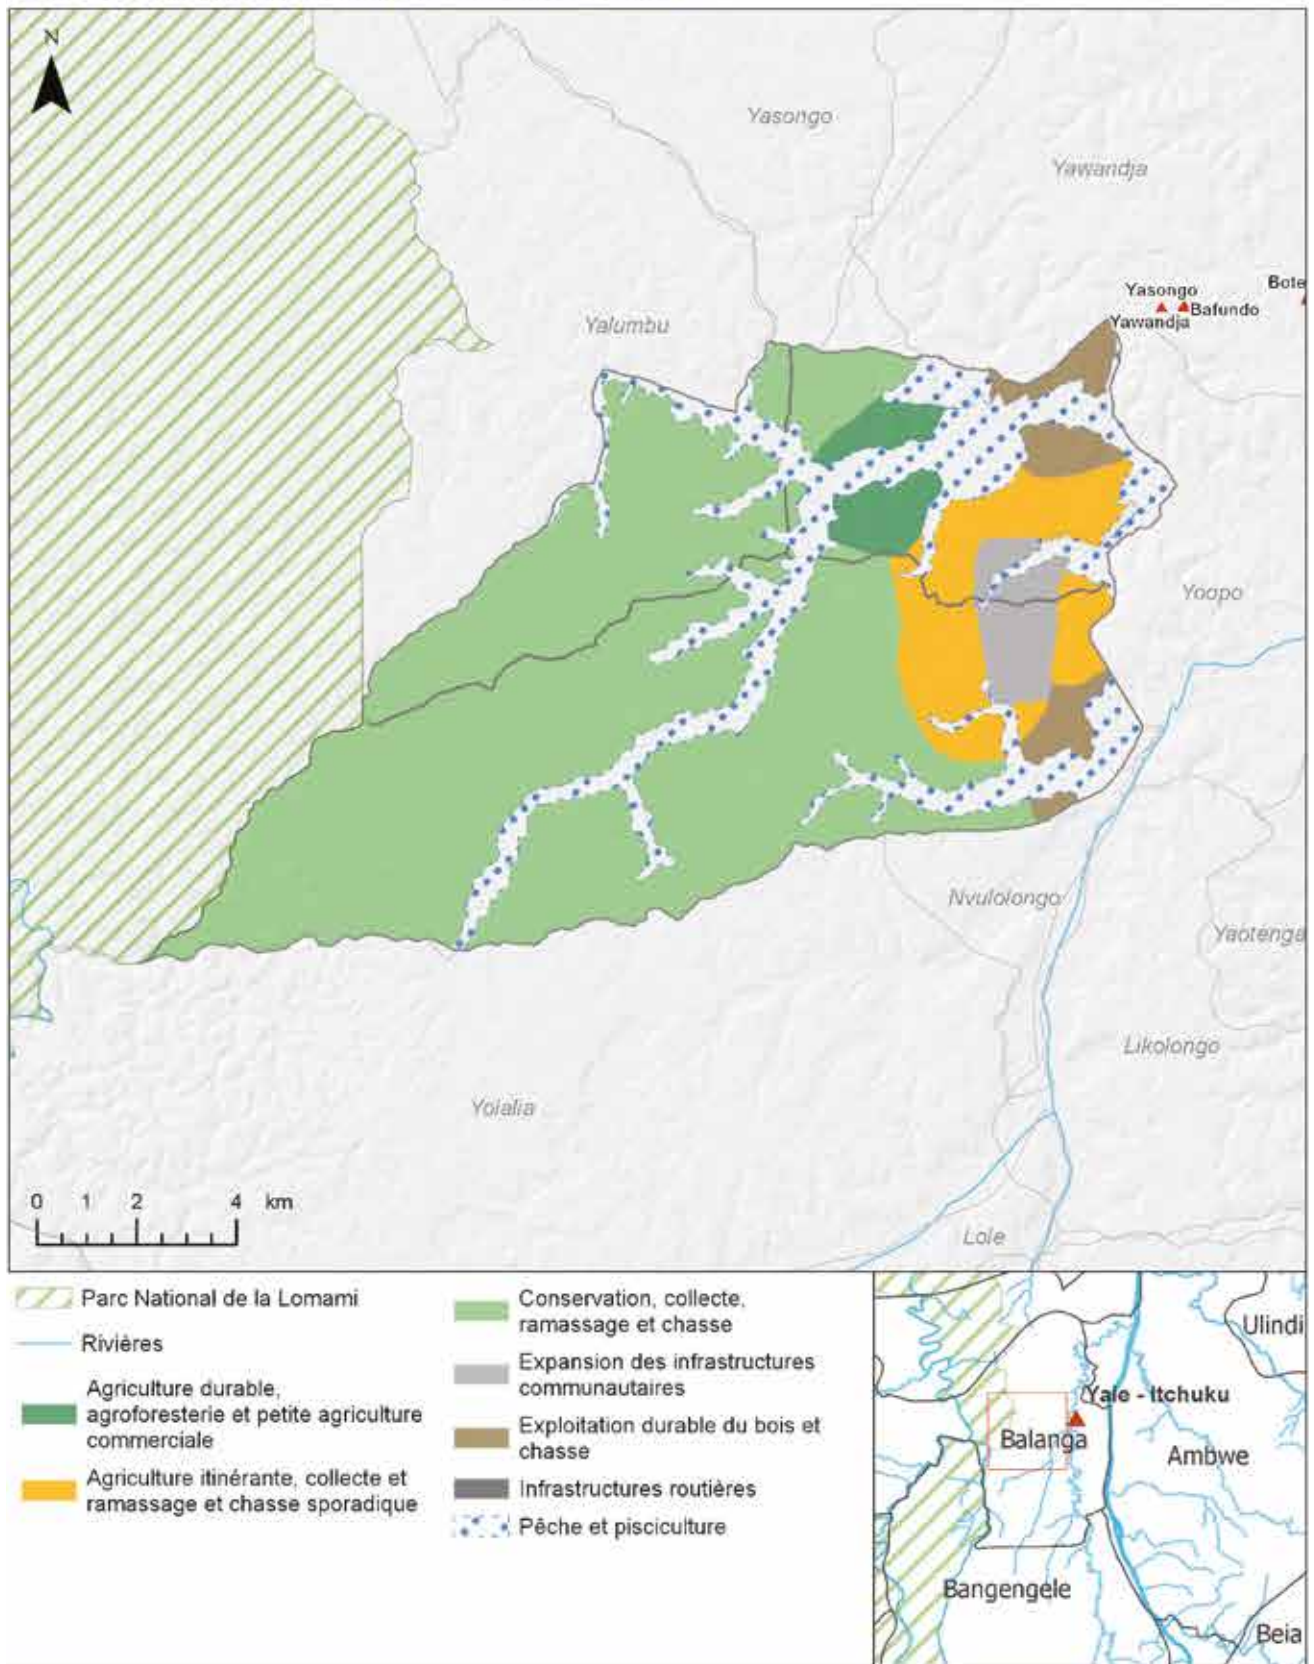 N
Yasongo
Yawandja
Yasongo
Bote
Bafundo
Yawandja
Yalumbu
Yoopo
Nvulolongo
Yaotenga
Likolongo
Yoialia
Lole
0 1 2 4 km
Parc National de la Lomami
Rivières
Agriculture durable,
agroforesterie et petite agriculture
commerciale
Agriculture itinérante, collecte et
ramassage et chasse sporadique
Conservation, collecte,
ramassage et chasse
Expansion des infrastructures
communautaires
Exploitation durable du bois et
chasse
Infrastructures routières
Pêche et pisciculture
Ulindi
Yale - Itchuku
Balanga
Ambwe
Bangengele
Beia